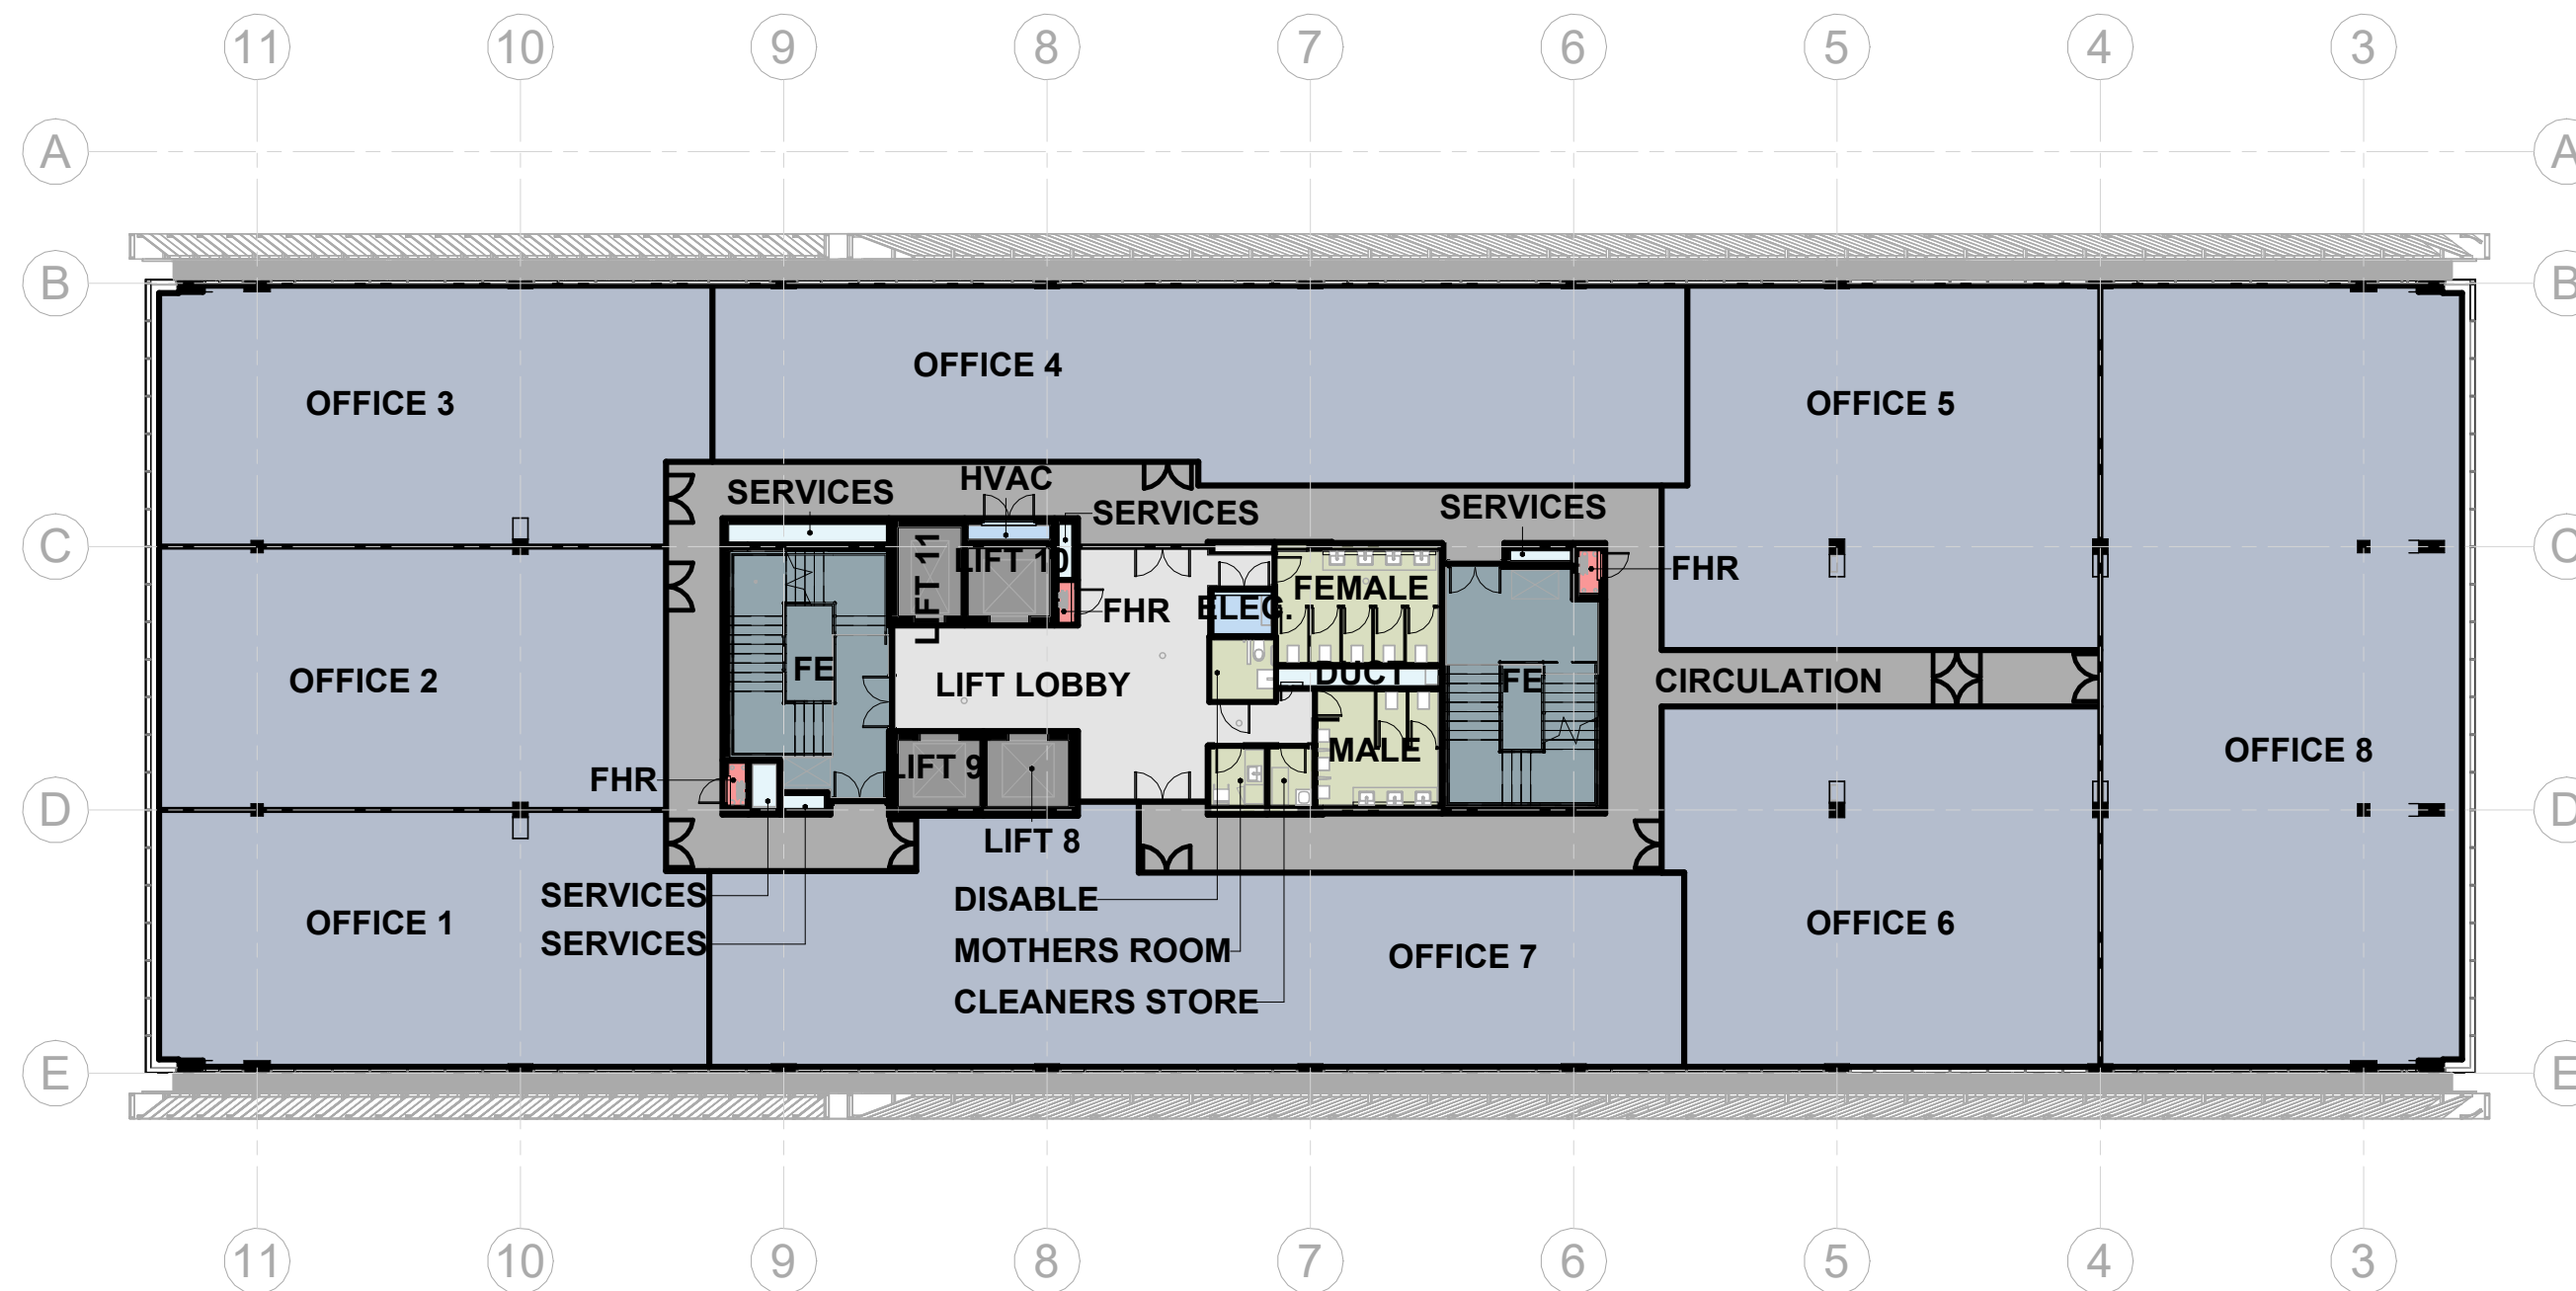 11 10 9 8 7 6 5 4 3
A A
B B
OFFICE 4
OFFICE 3
OFFICE 5
HVAC
SERVICES
SERVICES
SERVICES
C C
LIFT 11
LIFT 10
FHR
FEMALE
ELEC.
FHR
FE
DUCT
FE
OFFICE 2
LIFT LOBBY
CIRCULATION
MALE
OFFICE 8
LIFT 9
FHR
D D
LIFT 8
SERVICES
DISABLE
OFFICE 1
OFFICE 6
SERVICES
MOTHERS ROOM
OFFICE 7
CLEANERS STORE
E E
11 10 9 8 7 6 5 4 3